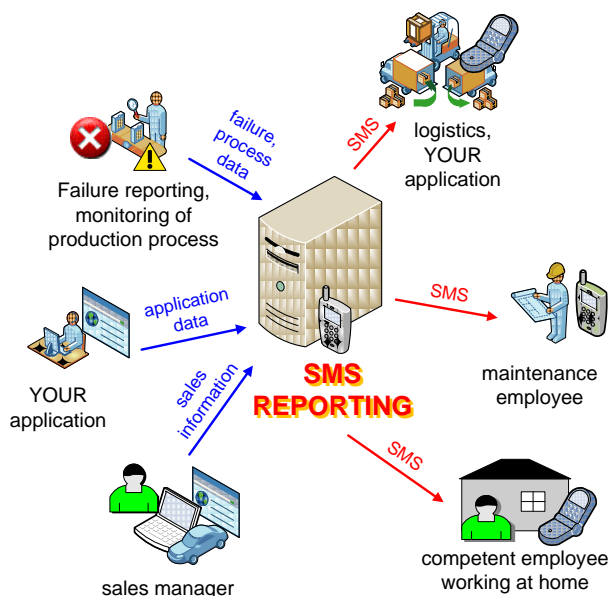 failure,
process
data
SMS
logistics,
YOUR
application
Failure reporting,
monitoring of
production process
application
data
SMS
YOUR
application
sales
information
SMS
REPORTING
maintenance
employee
SMS
sales manager
competent employee
working at home